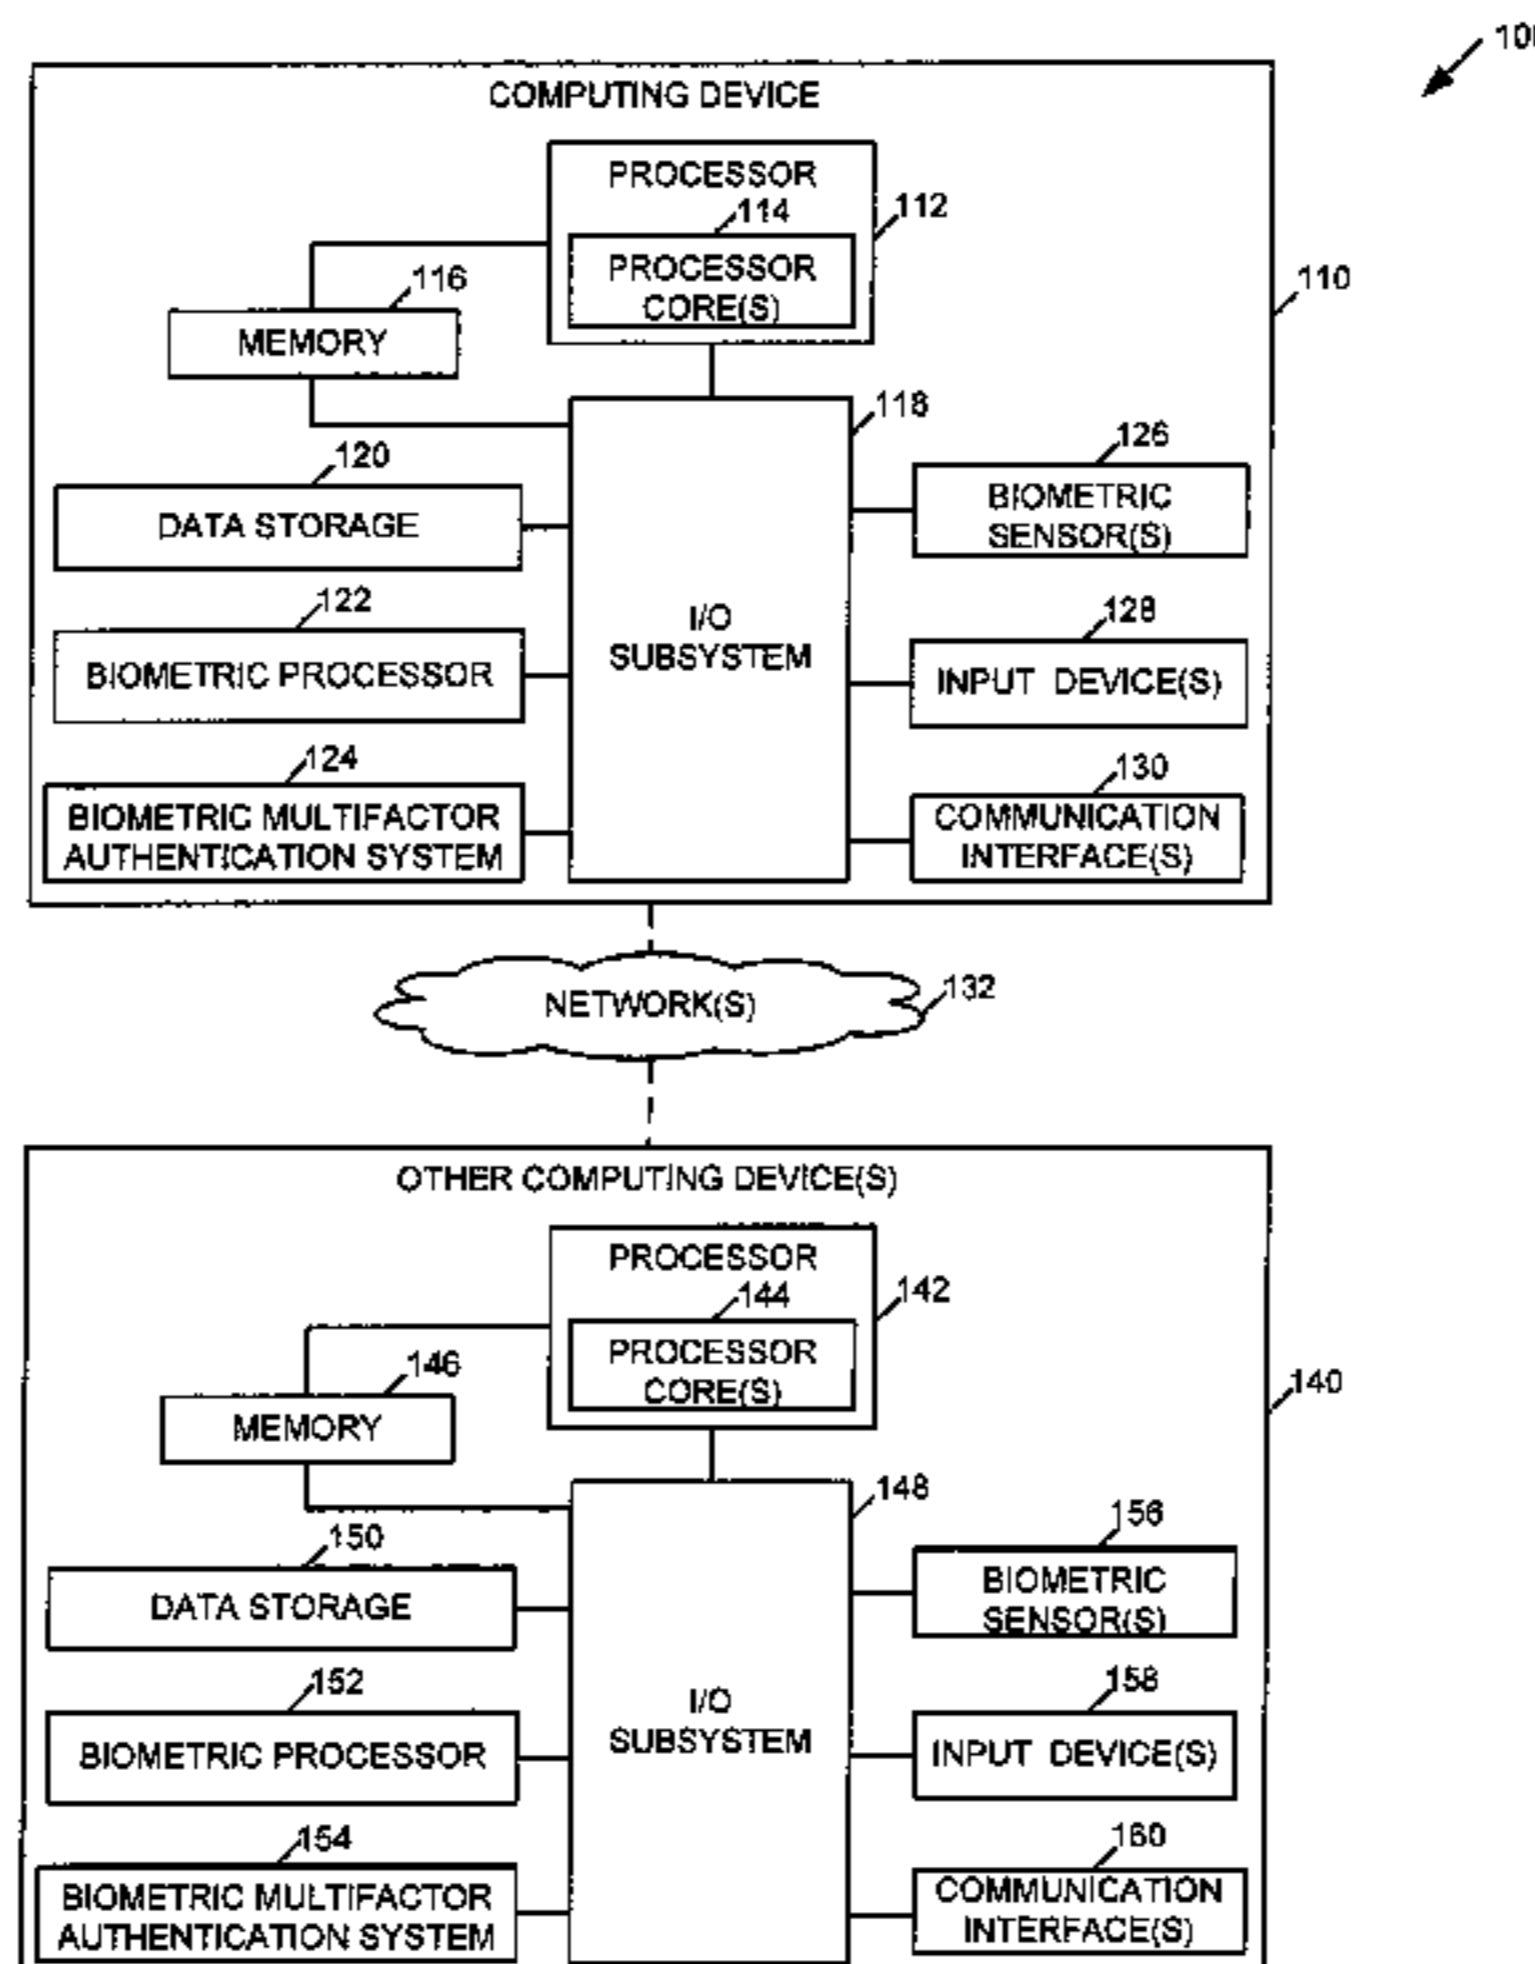 COMPUTING DEVICE
PROCESSOR
114
112
PROCESSOR
CORE(S)
116
110
MEMORY
118
126
120
BIOMETRIC
SENSOR(S)
DATA STORAGE
122
I/O
SUBSYSTEM
128
BIOMETRIC PROCESSOR
INPUT DEVICE(S)
124
130
BIOMETRIC MULTIFACTOR
AUTHENTICATION SYSTEM
COMMUNICATION
INTERFACE(S)
NETWORK(S)
132
OTHER COMPUTING DEVICE(S)
PROCESSOR
144
142
PROCESSOR
CORE(S)
146
140
MEMORY
148
156
150
BIOMETRIC
SENSOR(S)
DATA STORAGE
152
I/O
SUBSYSTEM
158
BIOMETRIC PROCESSOR
INPUT DEVICE(S)
154
160
BIOMETRIC MULTIFACTOR
AUTHENTICATION SYSTEM
COMMUNICATION
INTERFACE(S)